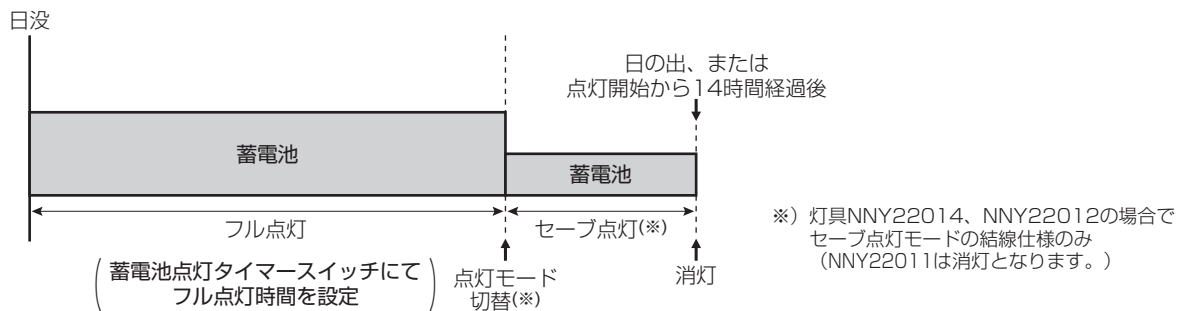 日没
日の出、または
点灯開始から14時間経過後
蓄電池
蓄電池
フル点灯
セーブ点灯(※)
蓄電池点灯タイマースイッチにて
フル点灯時間を設定
点灯モード
切替(※)
消灯
※）灯具NNY22014、NNY22012の場合で
セーブ点灯モードの結線仕様のみ
（NNY22011は消灯となります。）